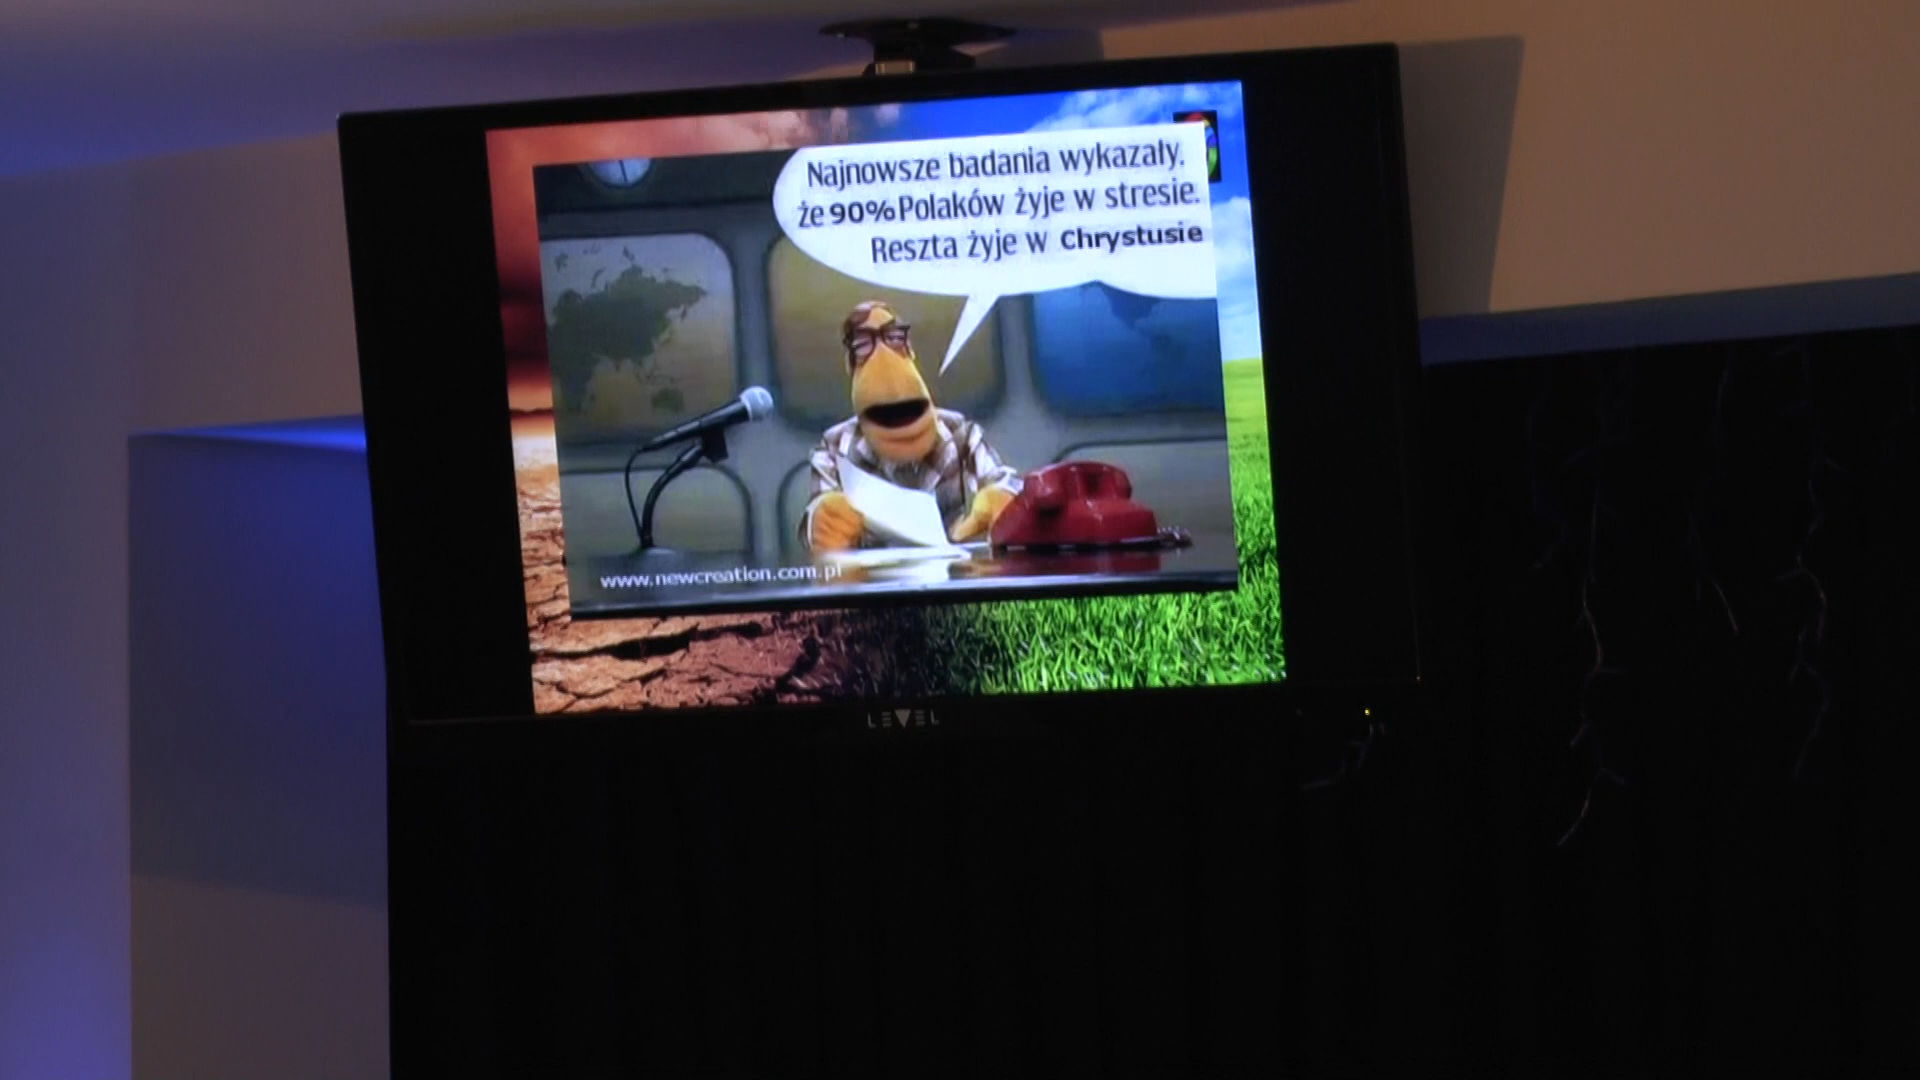 Najnowsze badania wykazały,
że 90% Polaków żyje w stresie.
Reszta żyje w Chrystusie
www.newcreation.com.pl
LEVEL